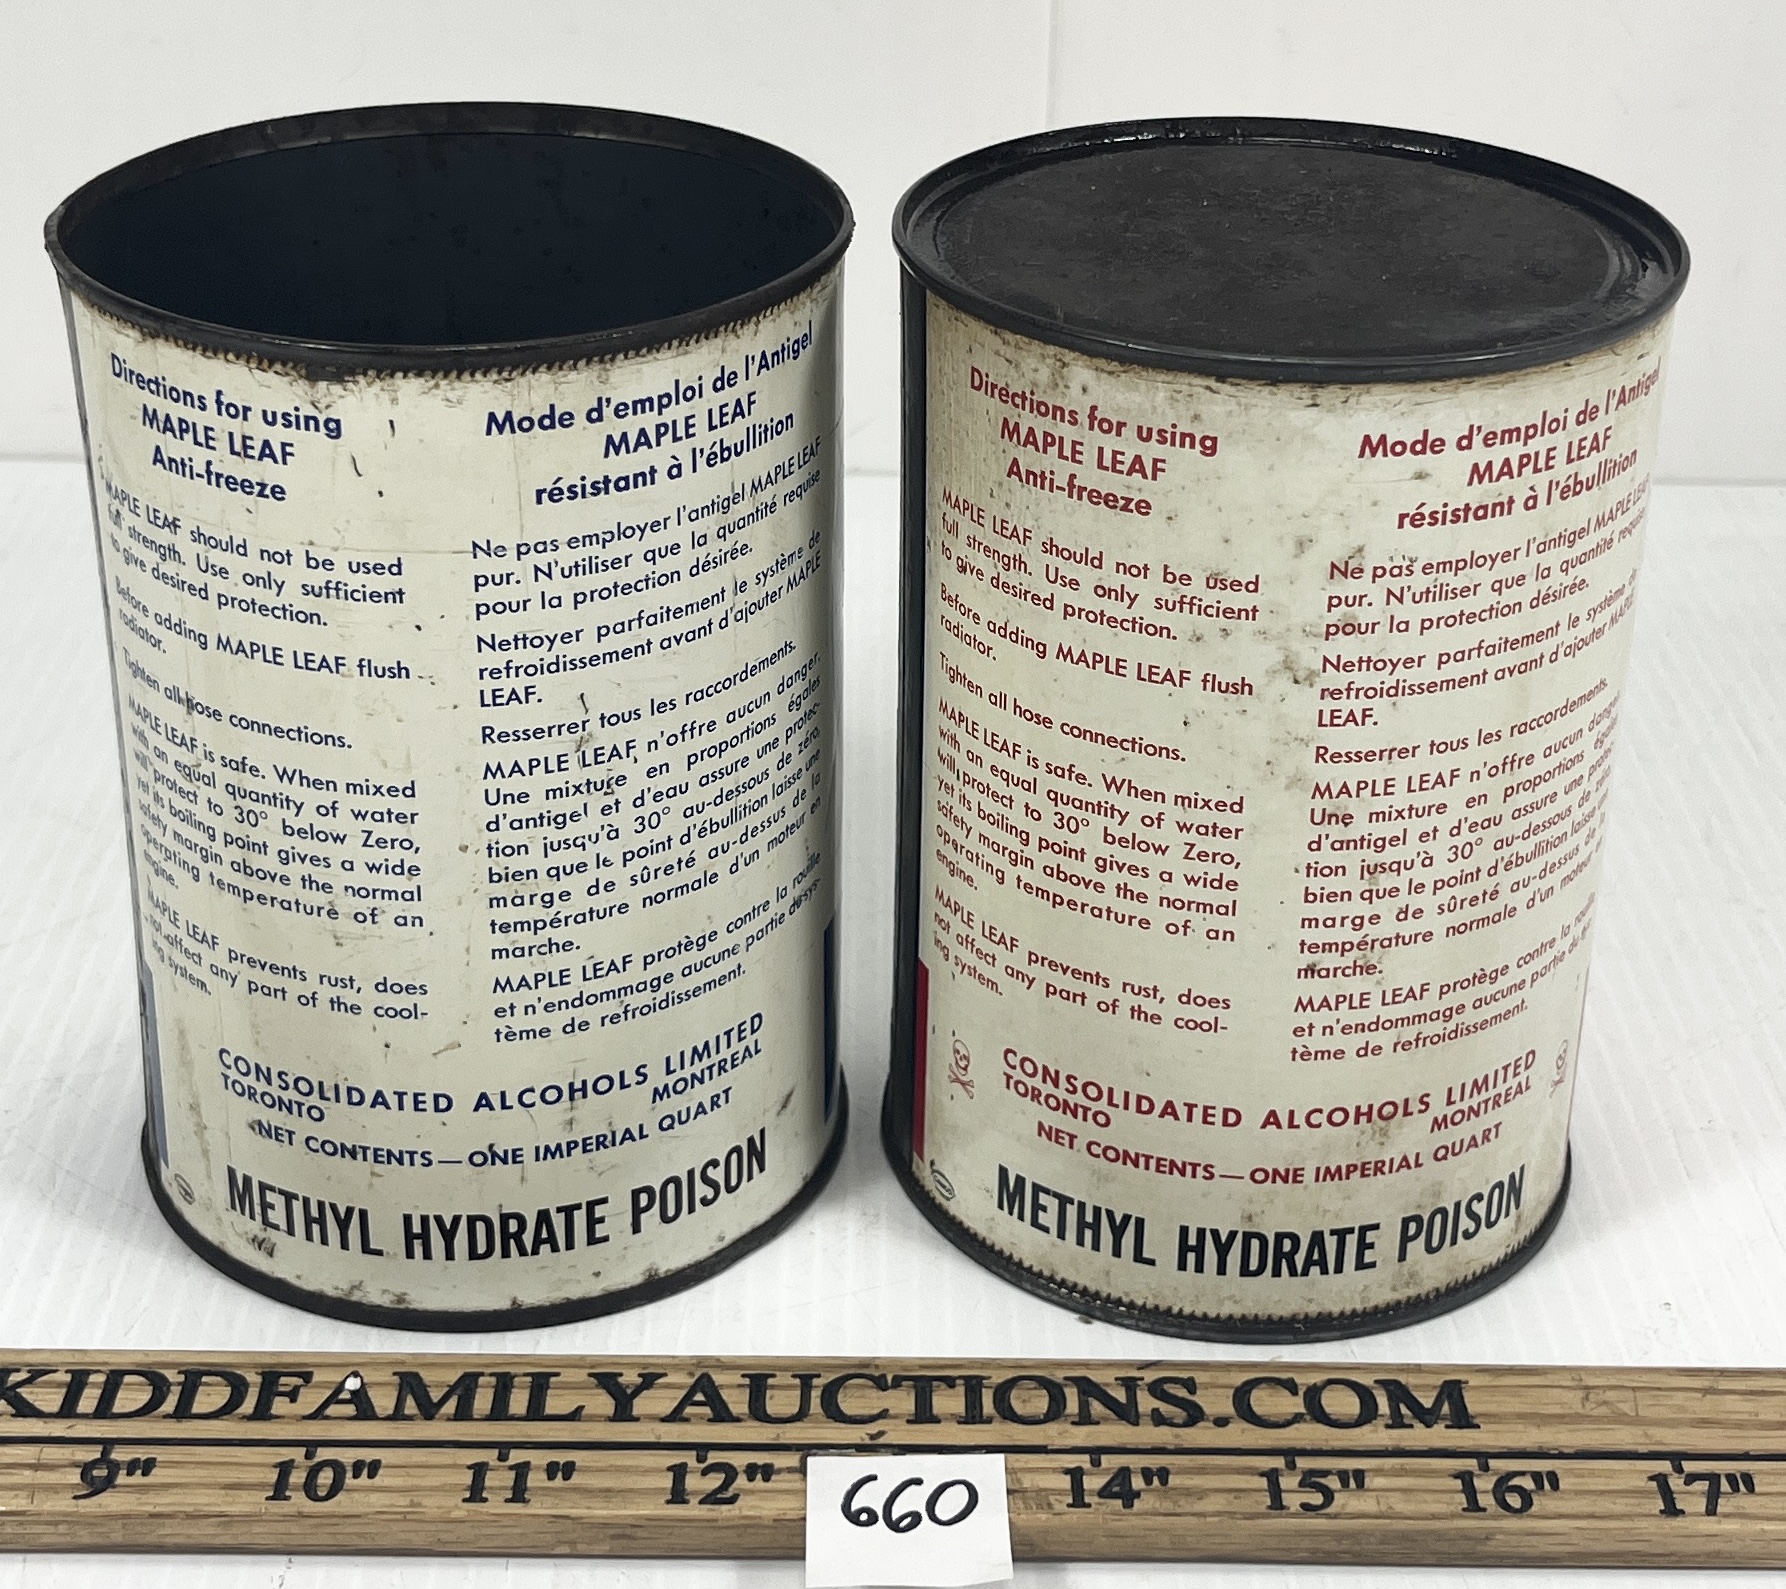 Directions for using
MAPLE LEAF
Anti-freeze
MAPLE LEAF should not be used
full strength. Use only sufficient
to give desired protection.
Before adding MAPLE LEAF flush
radiator.
Tighten all hose connections.
MAPLE LEAF is safe. When mixed
with an equal quantity of water
will protect to 30° below Zero,
yet its boiling point gives a wide
safety margin above the normal
operating temperature of an
engine.
MAPLE LEAF prevents rust, does
not affect any part of the cool-
ing system.
Mode d'emploi de l'Antigel
MAPLE LEAF
résistant à l'ébullition
Ne pas employer l'antigel MAPLE LEAF
pur. N'utiliser que la quantité requise
pour la protection désirée.
Nettoyer parfaitement le système de
refroidissement avant d'ajouter MAPLE
LEAF.
Resserrer tous les raccordements.
MAPLE LEAF n'offre aucun danger.
Une mixture en proportions égales
d'antigel et d'eau assure une protec-
tion jusqu'à 30° au-dessous de zéro,
bien que le point d'ébullition laisse une
marge de sûreté au-dessus de la
température normale d'un moteur en
marche.
MAPLE LEAF protège contre la rouille
et n'endommage aucune partie du sys-
tème de refroidissement.
CONSOLIDATED ALCOHOLS LIMITED
TORONTO MONTREAL
NET CONTENTS—ONE IMPERIAL QUART
METHYL HYDRATE POISON
Directions for using
MAPLE LEAF
Anti-freeze
MAPLE LEAF should not be used
full strength. Use only sufficient
to give desired protection.
Before adding MAPLE LEAF flush
radiator.
Tighten all hose connections.
MAPLE LEAF is safe. When mixed
with an equal quantity of water
will protect to 30° below Zero,
yet its boiling point gives a wide
safety margin above the normal
operating temperature of an
engine.
MAPLE LEAF prevents rust, does
not affect any part of the cool-
ing system.
Mode d'emploi de l'Antigel
MAPLE LEAF
résistant à l'ébullition
Ne pas employer l'antigel MAPLE LEAF
pur. N'utiliser que la quantité requise
pour la protection désirée.
Nettoyer parfaitement le système de
refroidissement avant d'ajouter MAPLE
LEAF.
Resserrer tous les raccordements.
MAPLE LEAF n'offre aucun danger.
Une mixture en proportions égales
d'antigel et d'eau assure une protec-
tion jusqu'à 30° au-dessous de zéro,
bien que le point d'ébullition laisse une
marge de sûreté au-dessus de la
température normale d'un moteur en
marche.
MAPLE LEAF protège contre la rouille
et n'endommage aucune partie du sys-
tème de refroidissement.
CONSOLIDATED ALCOHOLS LIMITED
TORONTO MONTREAL
NET CONTENTS—ONE IMPERIAL QUART
METHYL HYDRATE POISON
KIDDFAMILYAUCTIONS.COM
9" 10" 11" 12" 14" 15" 16" 17"
660